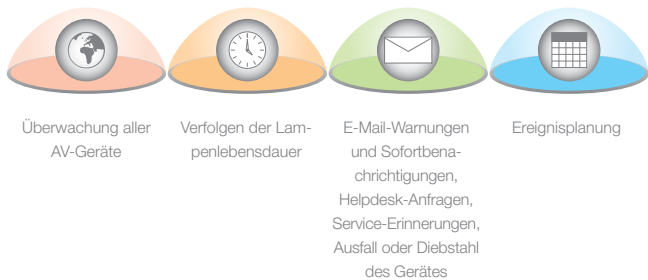 Überwachung aller
AV-Geräte
Verfolgen der Lam-
penlebensdauer
E-Mail-Warnungen
und Sofortbena-
chrichtigungen,
Helpdesk-Anfragen,
Service-Erinnerungen,
Ausfall oder Diebstahl
des Gerätes
Ereignisplanung